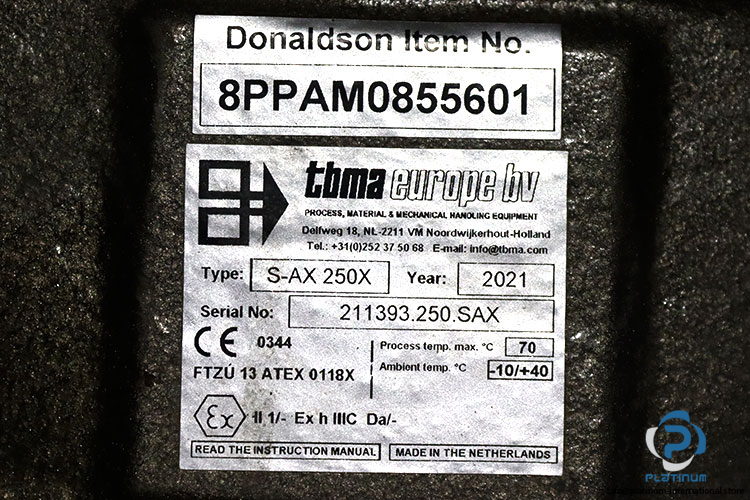 Donaldson Item No.
8PPAM0855601
tbma europe bv
PROCESS, MATERIAL & MECHANICAL HANDLING EQUIPMENT
Delfweg 18, NL-2211 VM Noordwijkerhout-Holland
Tel.: +31(0)252 37 50 68 E-mail: info@tbma.com
Type: S-AX 250X Year: 2021
Serial No: 211393.250.SAX
CE 0344
Process temp. max. °C 70
Ambient temp. °C -10/+40
FTZÚ 13 ATEX 0118X
Ex II 1/- Ex h IIIC Da/-
READ THE INSTRUCTION MANUAL MADE IN THE NETHERLANDS
PLATINUM